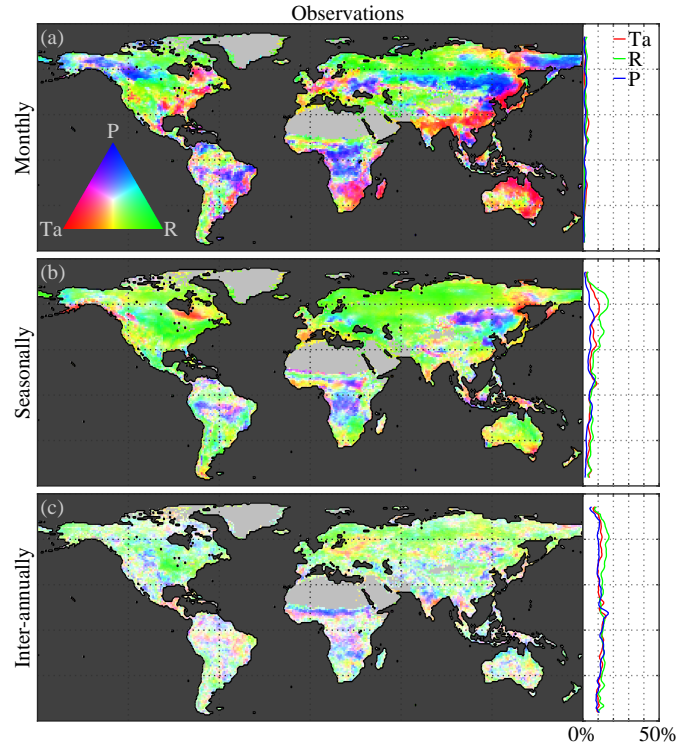 Observations
(a)
Monthly
P
Ta
R
Ta
R
P
(b)
Seasonally
(c)
Inter-annually
0%
50%